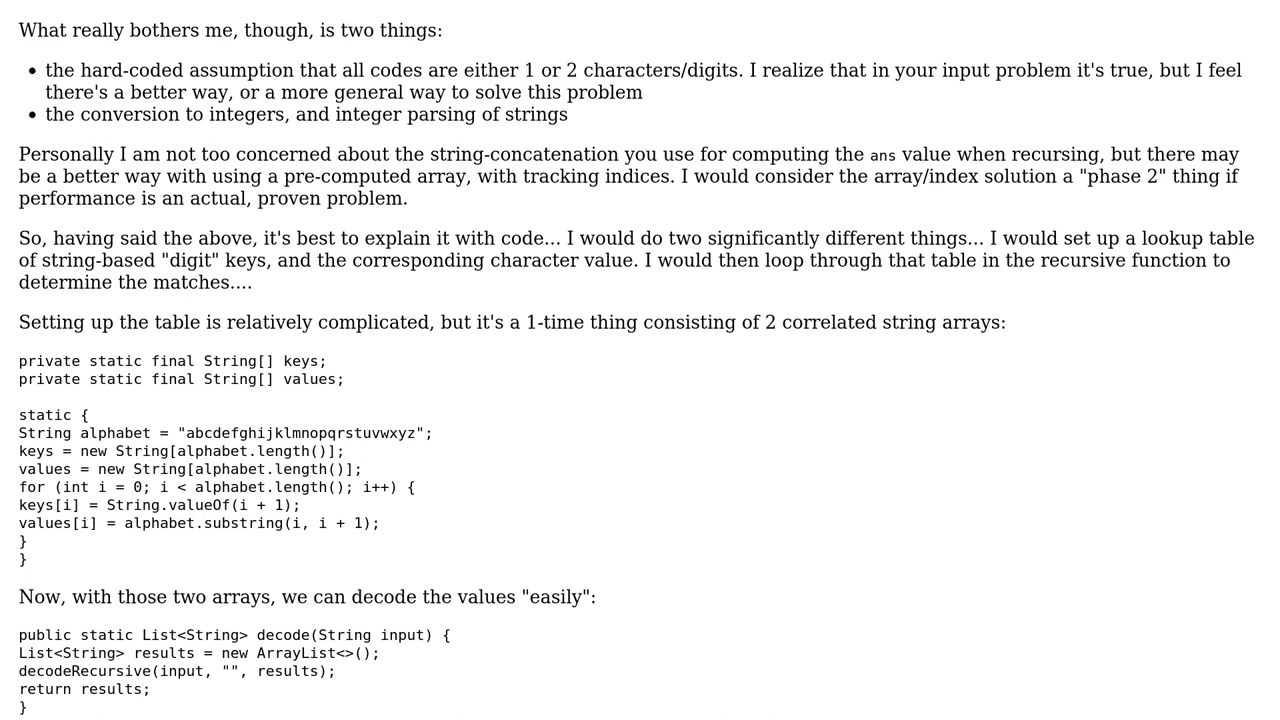 What really bothers me, though, is two things:
• the hard-coded assumption that all codes are either 1 or 2 characters/digits. I realize that in your input problem it's true, but I feel
there's a better way, or a more general way to solve this problem
• the conversion to integers, and integer parsing of strings
Personally I am not too concerned about the string-concatenation you use for computing the ans value when recursing, but there may
be a better way with using a pre-computed array, with tracking indices. I would consider the array/index solution a "phase 2" thing if
performance is an actual, proven problem.
So, having said the above, it's best to explain it with code... I would do two significantly different things... I would set up a lookup table
of string-based "digit" keys, and the corresponding character value. I would then loop through that table in the recursive function to
determine the matches....
Setting up the table is relatively complicated, but it's a 1-time thing consisting of 2 correlated string arrays:
private static final String[] keys;
private static final String[] values;
static {
String alphabet = "abcdefghijklmnopqrstuvwxyz";
keys = new String[alphabet.length()];
values = new String[alphabet.length()];
for (int i = 0; i < alphabet.length(); i++) {
keys[i] = String.valueOf(i + 1);
values[i] = alphabet.substring(i, i + 1);
}
}
Now, with those two arrays, we can decode the values "easily":
public static List<String> decode(String input) {
List<String> results = new ArrayList<>();
decodeRecursive(input, "", results);
return results;
}